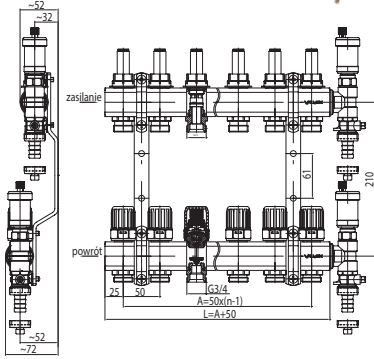 ~52
~32
zasilanie
61
210
powrót
25
50
G3/4
A=50x(n-1)
L=A+50
~52
~72